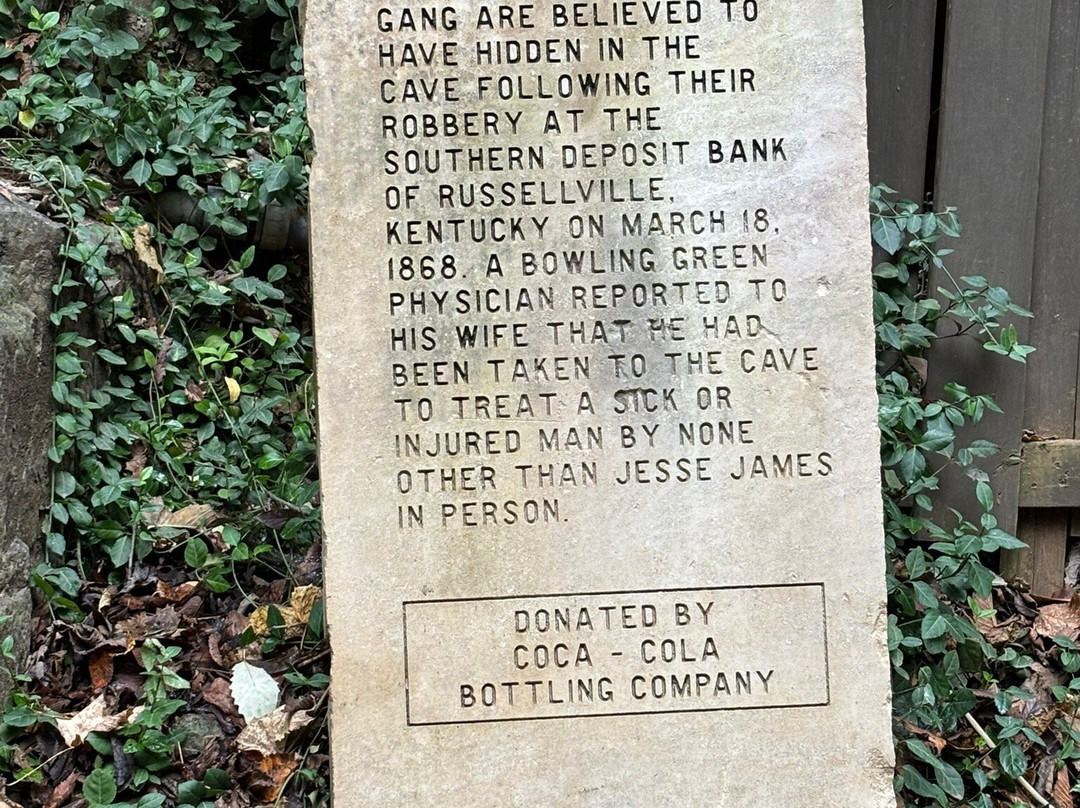 GANG ARE BELIEVED TO
HAVE HIDDEN IN THE
CAVE FOLLOWING THEIR
ROBBERY AT THE
SOUTHERN DEPOSIT BANK
OF RUSSELLVILLE,
KENTUCKY ON MARCH 18,
1868. A BOWLING GREEN
PHYSICIAN REPORTED TO
HIS WIFE THAT HE HAD
BEEN TAKEN TO THE CAVE
TO TREAT A SICK OR
INJURED MAN BY NONE
OTHER THAN JESSE JAMES
IN PERSON.
DONATED BY
COCA - COLA
BOTTLING COMPANY